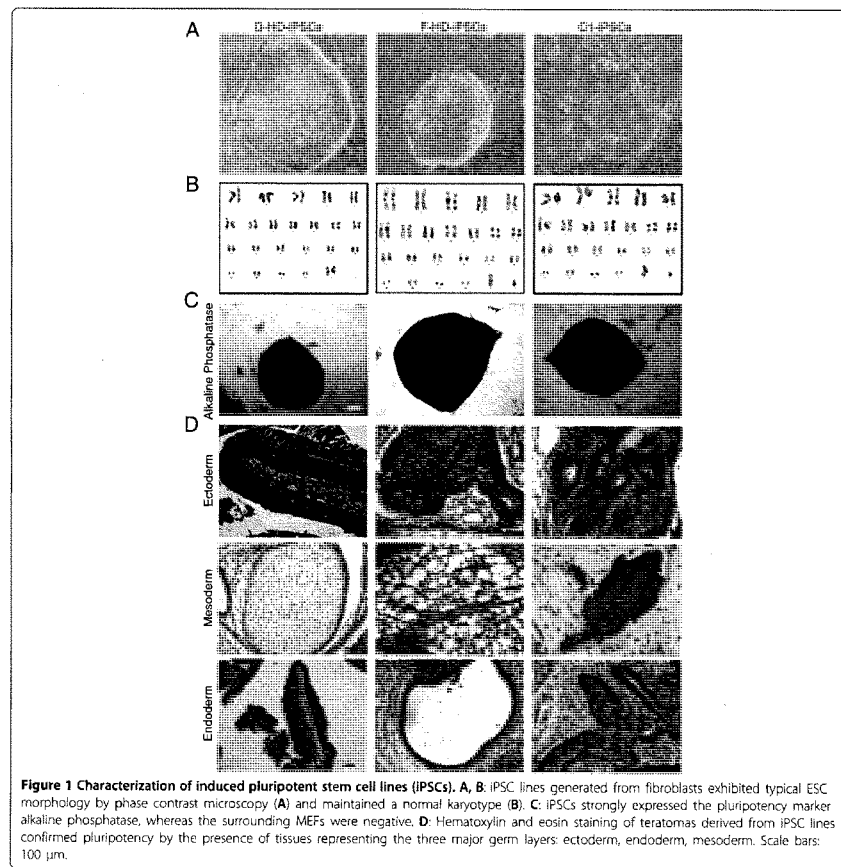 A
F-HD-iPSCs
B
C
Alkaline Phosphatase
D
Ectoderm
Mesoderm
Endoderm
Figure 1 Characterization of induced pluripotent stem cell lines (iPSCs). A, B: iPSC lines generated from fibroblasts exhibited typical ESC
morphology by phase contrast microscopy (A) and maintained a normal karyotype (B). C: iPSCs strongly expressed the pluripotency marker
alkaline phosphatase, whereas the surrounding MEFs were negative. D: Hematoxylin and eosin staining of teratomas derived from iPSC lines
confirmed pluripotency by the presence of tissues representing the three major germ layers: ectoderm, endoderm, mesoderm. Scale bars:
100 μm.